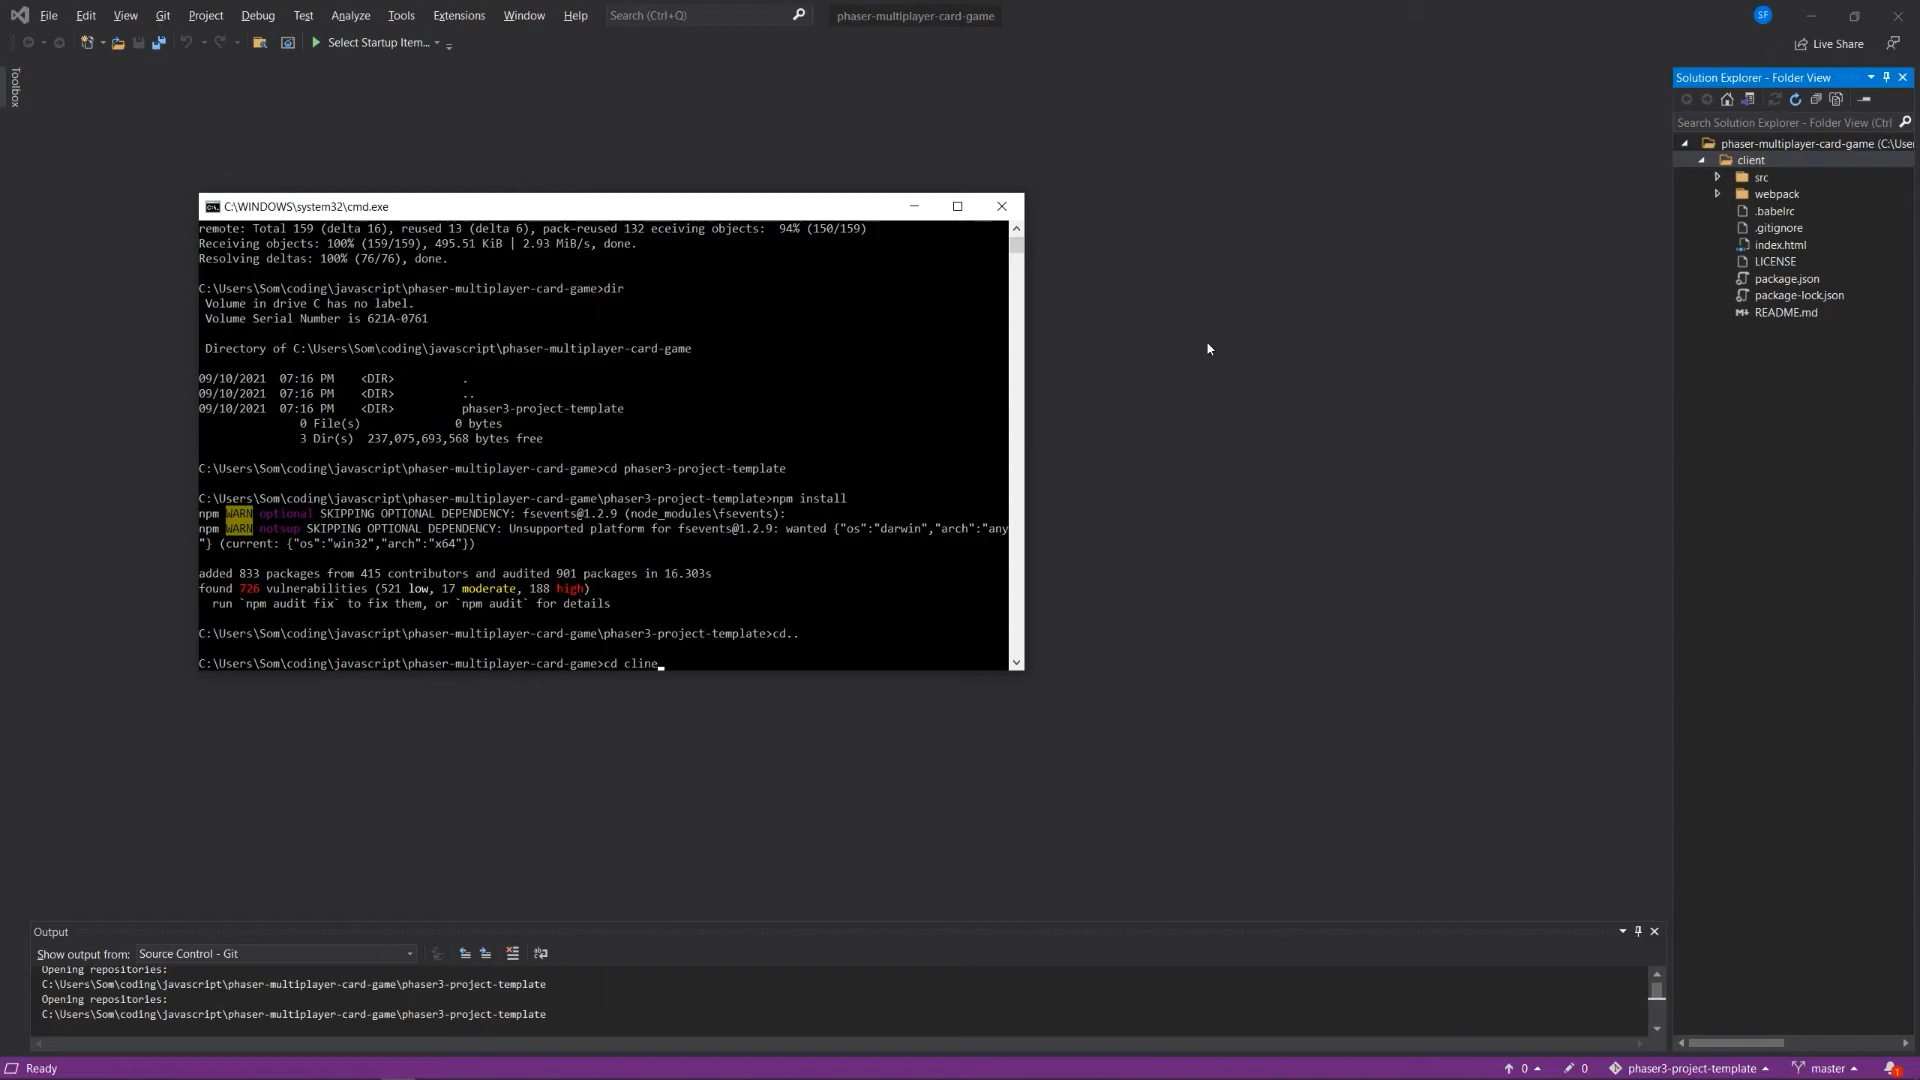 File Edit View Git Project Debug Test Analyze Tools Extensions Window Help Search (Ctrl+Q) phaser-multiplayer-card-game SF
Select Startup Item... Live Share
Toolbox
Solution Explorer - Folder View
Search Solution Explorer - Folder View (Ctrl
phaser-multiplayer-card-game (C:\User
client
src
webpack
.babelrc
.gitignore
index.html
LICENSE
package.json
package-lock.json
README.md
C:\WINDOWS\system32\cmd.exe
remote: Total 159 (delta 16), reused 13 (delta 6), pack-reused 132 eceiving objects:  94% (150/159)
Receiving objects: 100% (159/159), 495.51 KiB | 2.93 MiB/s, done.
Resolving deltas: 100% (76/76), done.
C:\Users\Som\coding\javascript\phaser-multiplayer-card-game>dir
Volume in drive C has no label.
Volume Serial Number is 621A-0761
Directory of C:\Users\Som\coding\javascript\phaser-multiplayer-card-game
09/10/2021  07:16 PM    <DIR>          .
09/10/2021  07:16 PM    <DIR>          ..
09/10/2021  07:16 PM    <DIR>          phaser3-project-template
0 File(s)              0 bytes
3 Dir(s)  237,075,693,568 bytes free
C:\Users\Som\coding\javascript\phaser-multiplayer-card-game>cd phaser3-project-template
C:\Users\Som\coding\javascript\phaser-multiplayer-card-game\phaser3-project-template>npm install
npm WARN optional SKIPPING OPTIONAL DEPENDENCY: fsevents@1.2.9 (node_modules\fsevents):
npm WARN notsup SKIPPING OPTIONAL DEPENDENCY: Unsupported platform for fsevents@1.2.9: wanted {"os":"darwin","arch":"any
"} (current: {"os":"win32","arch":"x64"})
added 833 packages from 415 contributors and audited 901 packages in 16.303s
found 726 vulnerabilities (521 low, 17 moderate, 188 high)
run `npm audit fix` to fix them, or `npm audit` for details
C:\Users\Som\coding\javascript\phaser-multiplayer-card-game\phaser3-project-template>cd..
C:\Users\Som\coding\javascript\phaser-multiplayer-card-game>cd cline
Output
Show output from: Source Control - Git
Opening repositories:
C:\Users\Som\coding\javascript\phaser-multiplayer-card-game\phaser3-project-template
Opening repositories:
C:\Users\Som\coding\javascript\phaser-multiplayer-card-game\phaser3-project-template
Ready 0 0 phaser3-project-template master 1